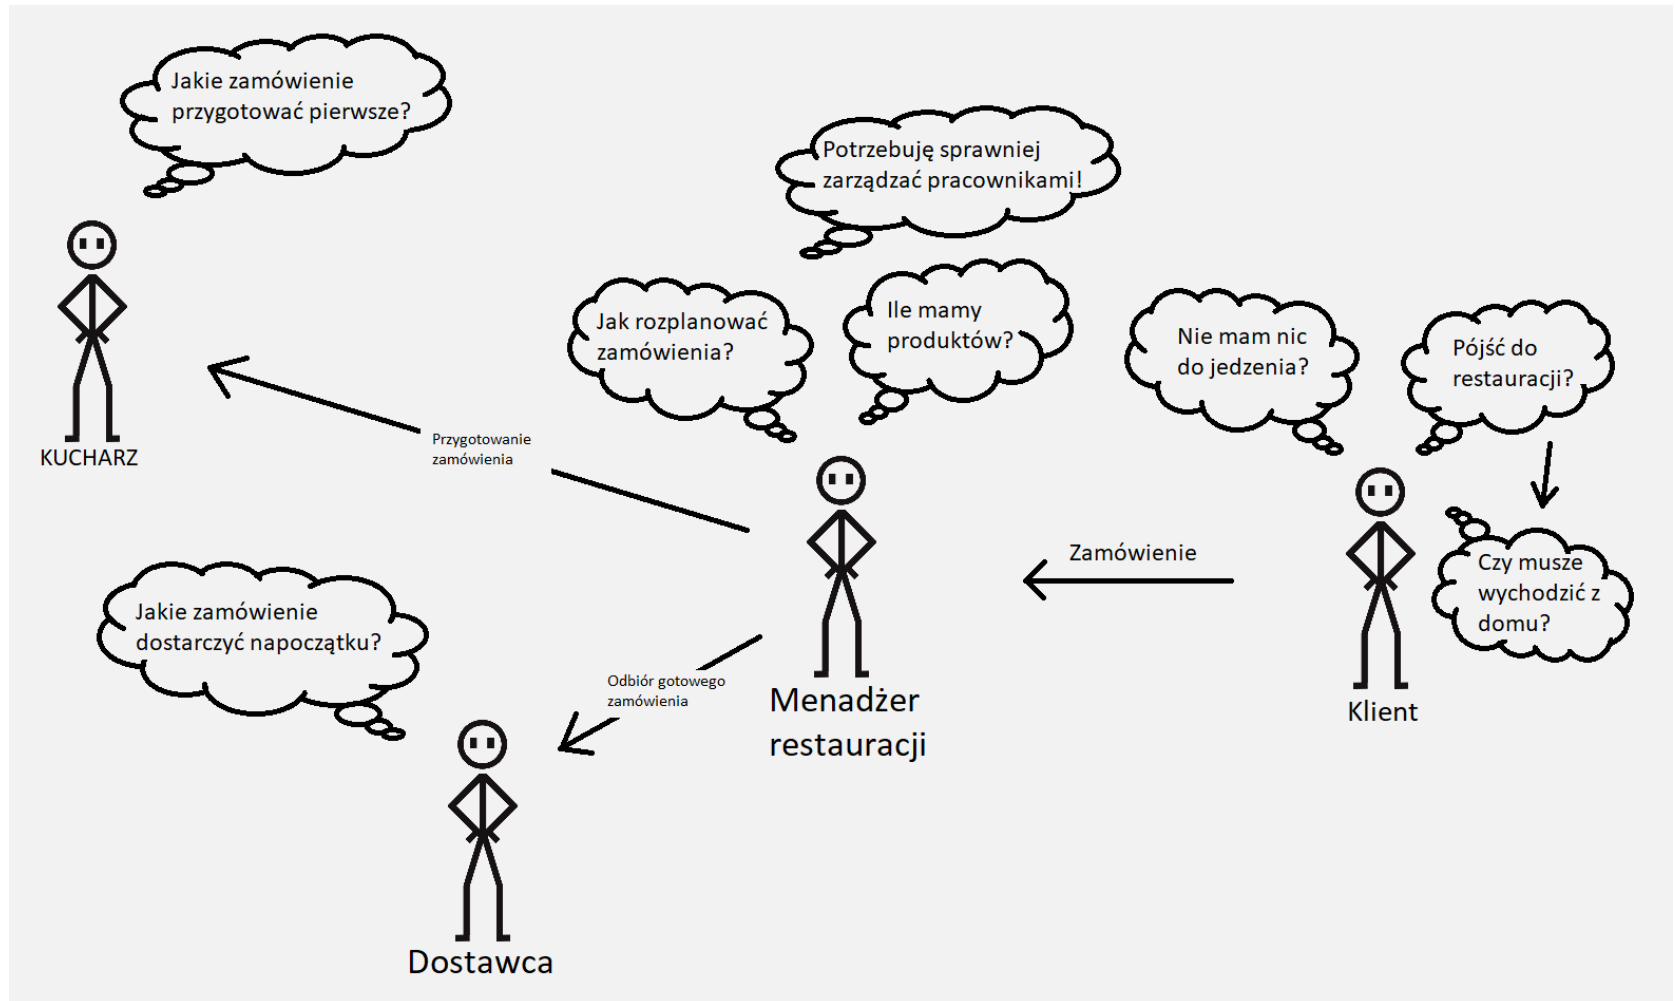 Jakie zamówienie
przygotować pierwsze?
Potrzebuję sprawniej
zarządzać pracownikami!
Jak rozplanować
zamówienia?
Ile mamy
produktów?
Nie mam nic
do jedzenia?
Pójść do
restauracji?
KUCHARZ
Przygotowanie
zamówienia
Zamówienie
Czy musze
wychodzić z
domu?
Jakie zamówienie
dostarczyć napoczątku?
Odbiór gotowego
zamówienia
Menadżer
restauracji
Klient
Dostawca